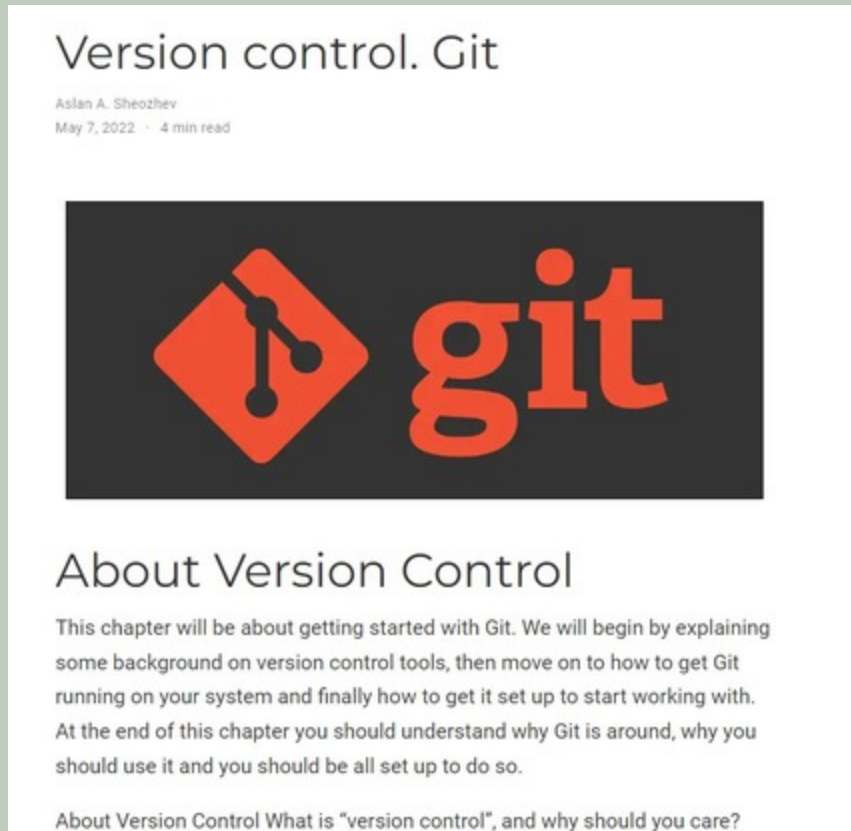 Version control. Git
Aslan A. Sheozhev
May 7, 2022 · 4 min read
git
About Version Control
This chapter will be about getting started with Git. We will begin by explaining
some background on version control tools, then move on to how to get Git
running on your system and finally how to get it set up to start working with.
At the end of this chapter you should understand why Git is around, why you
should use it and you should be all set up to do so.
About Version Control What is “version control”, and why should you care?